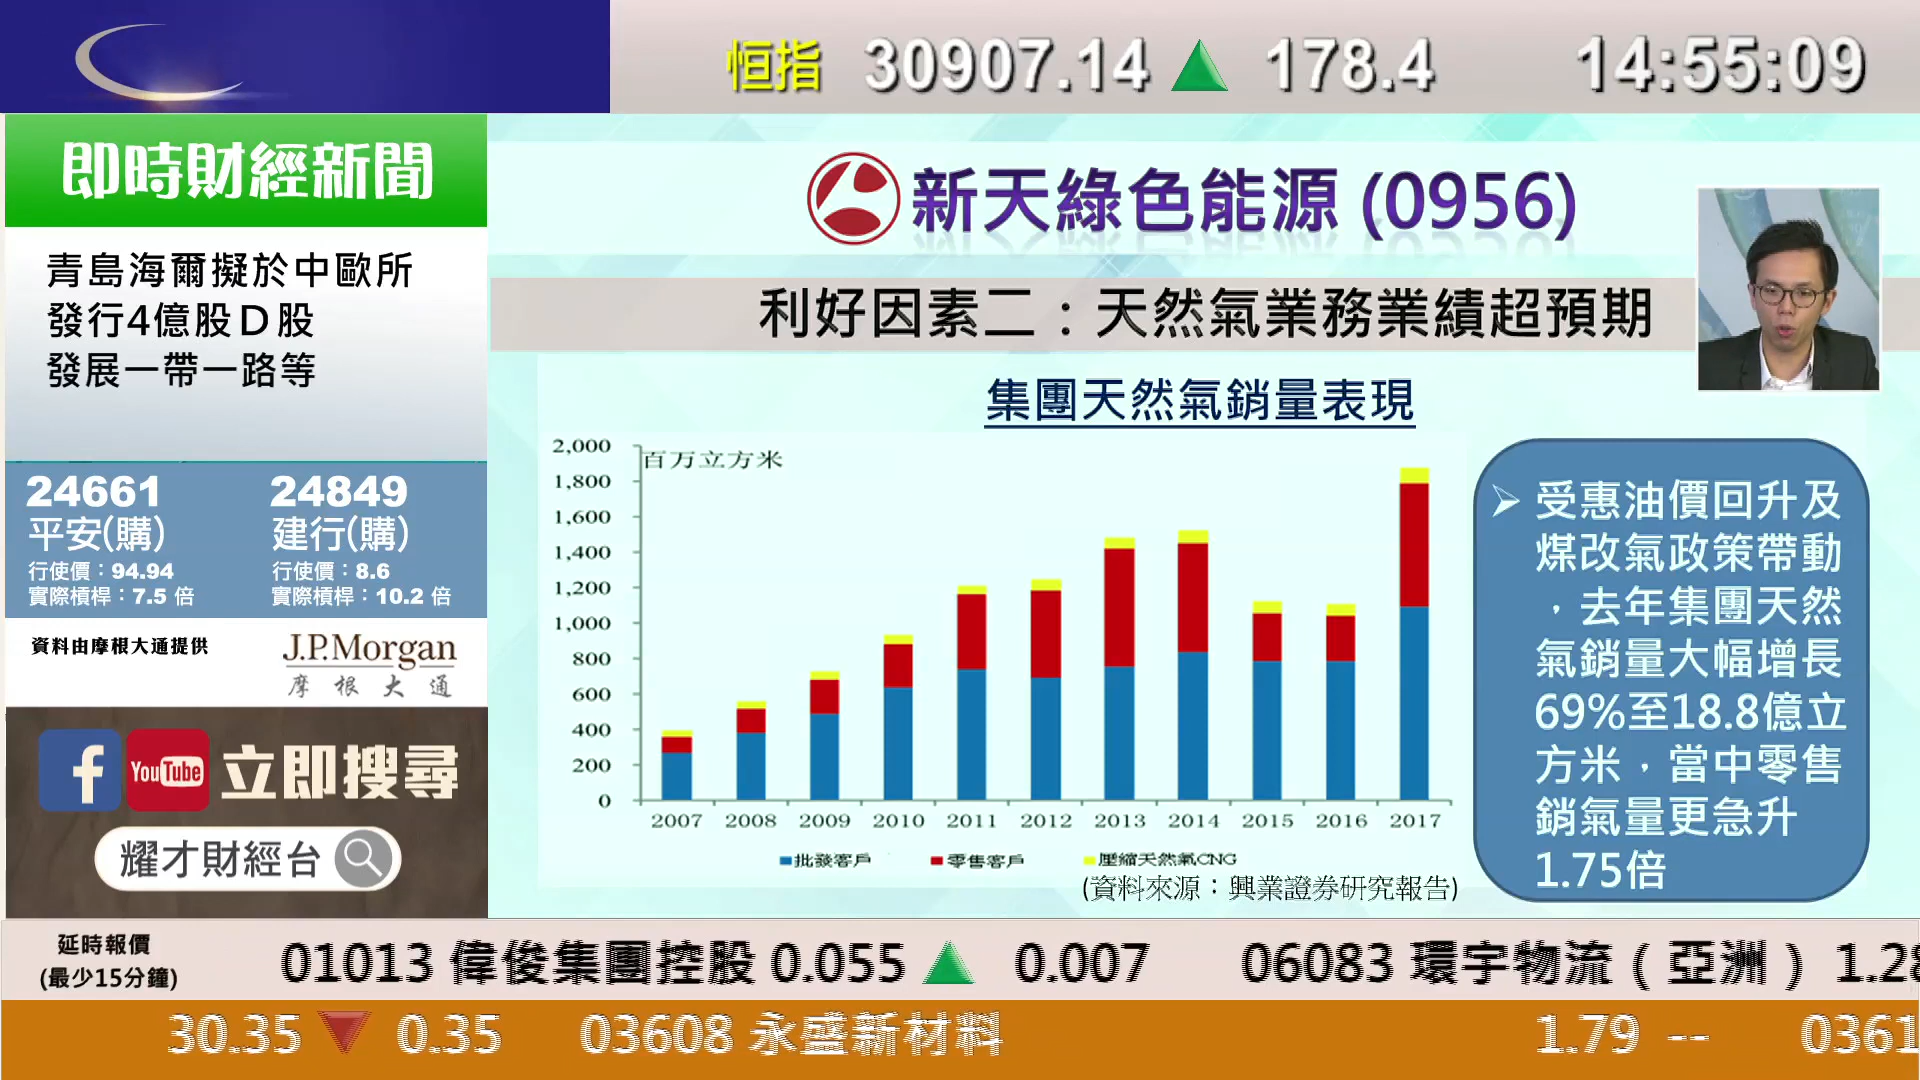 恒指 30907.14 178.4 14:55:09
即時財經新聞
青島海爾擬於中歐所
發行4億股D股
發展一帶一路等
24661
平安(購)
行使價：94.94
實際槓桿：7.5 倍
24849
建行(購)
行使價：8.6
實際槓桿：10.2 倍
資料由摩根大通提供
J.P.Morgan
摩根大通
f YouTube 立即搜尋
耀才財經台
新天綠色能源 (0956)
利好因素二：天然氣業務業績超預期
集團天然氣銷量表現
百万立方米
2,000
1,800
1,600
1,400
1,200
1,000
800
600
400
200
0
2007 2008 2009 2010 2011 2012 2013 2014 2015 2016 2017
批發客戶 零售客戶 壓縮天然氣CNG
(資料來源：興業證券研究報告)
受惠油價回升及
煤改氣政策帶動
，去年集團天然
氣銷量大幅增長
69%至18.8億立
方米，當中零售
銷氣量更急升
1.75倍
延時報價
(最少15分鐘)
01013 偉俊集團控股 0.055 0.007 06083 環宇物流（亞洲） 1.28
30.35 0.35 03608 永盛新材料 1.79 -- 0361